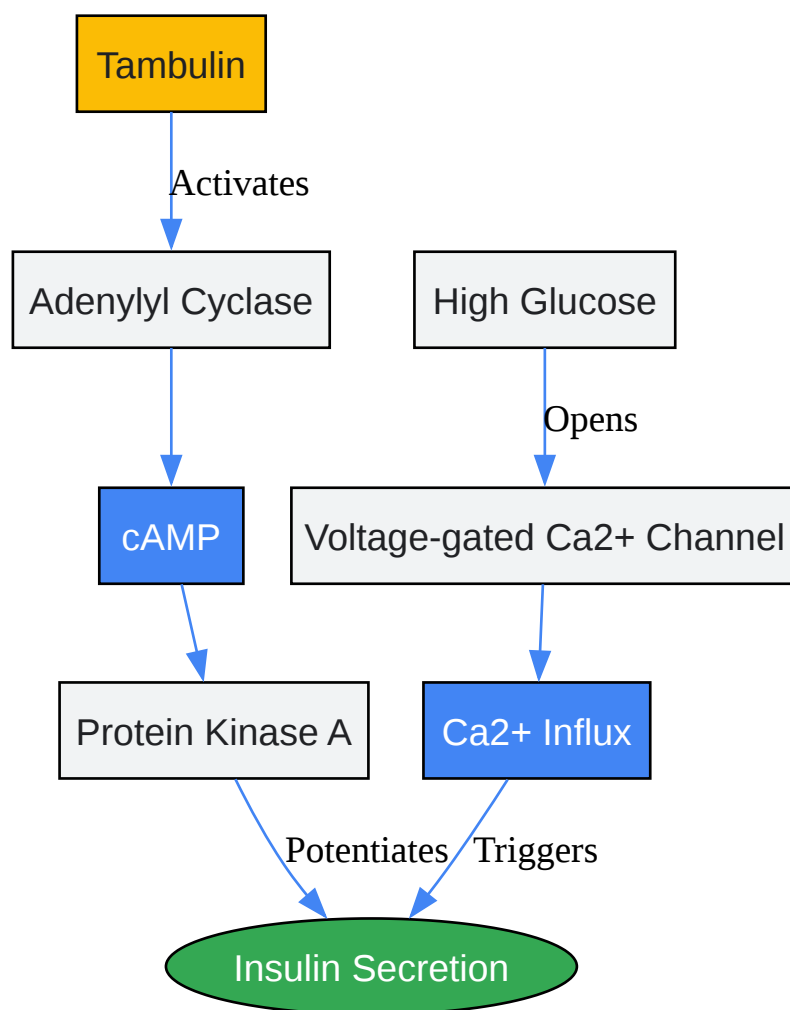 Tambulin
Activates
Adenylyl Cyclase
High Glucose
Opens
cAMP
Voltage-gated Ca2+ Channel
Protein Kinase A
Ca2+ Influx
Potentiates
Triggers
Insulin Secretion